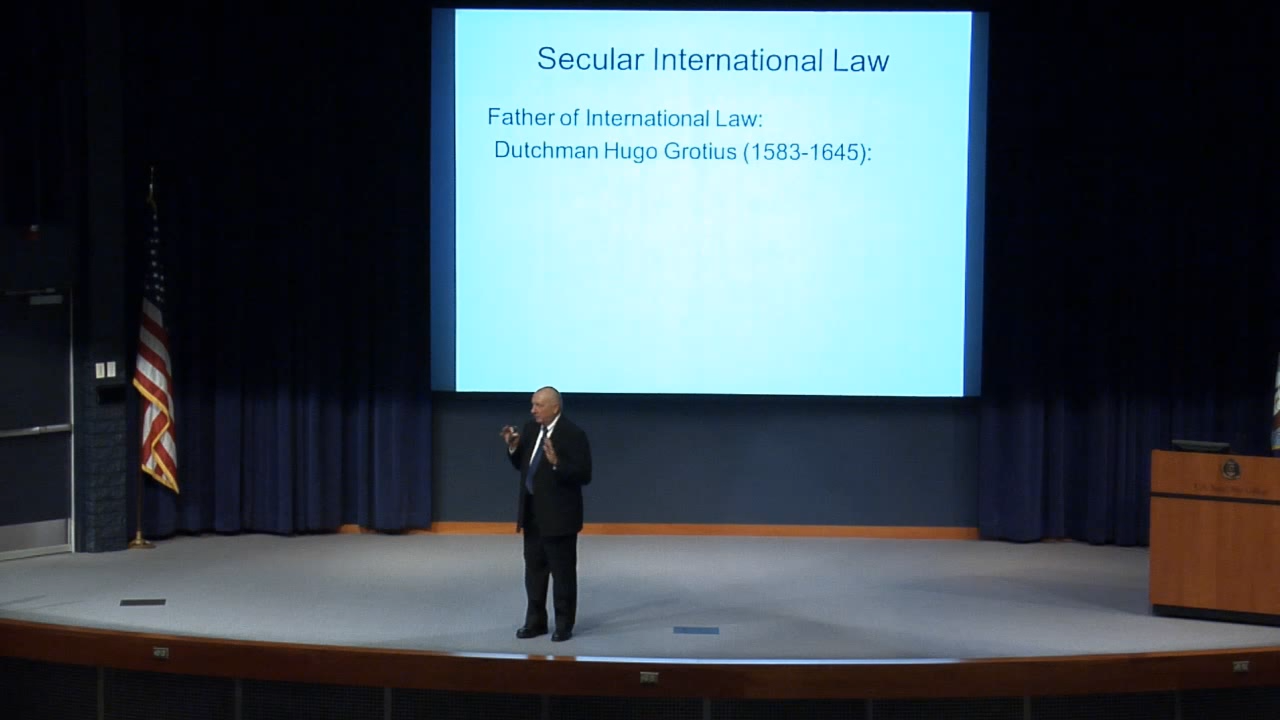 Secular International Law
Father of International Law:
Dutchman Hugo Grotius (1583-1645):